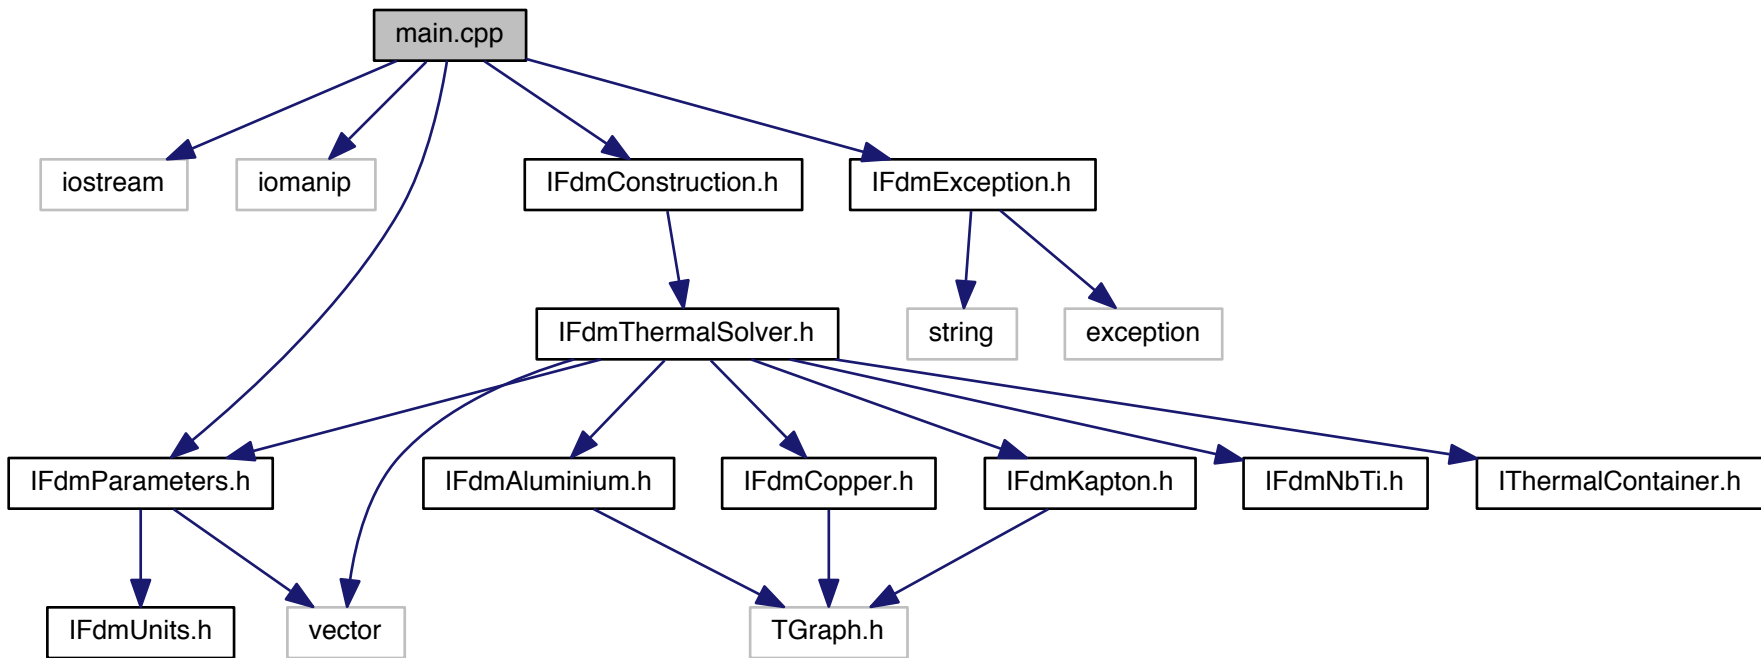 main.cpp
iostream
iomanip
IFdmConstruction.h
IFdmException.h
IFdmThermalSolver.h
string
exception
IFdmParameters.h
IFdmAluminium.h
IFdmCopper.h
IFdmKapton.h
IFdmNbTi.h
IThermalContainer.h
IFdmUnits.h
vector
TGraph.h